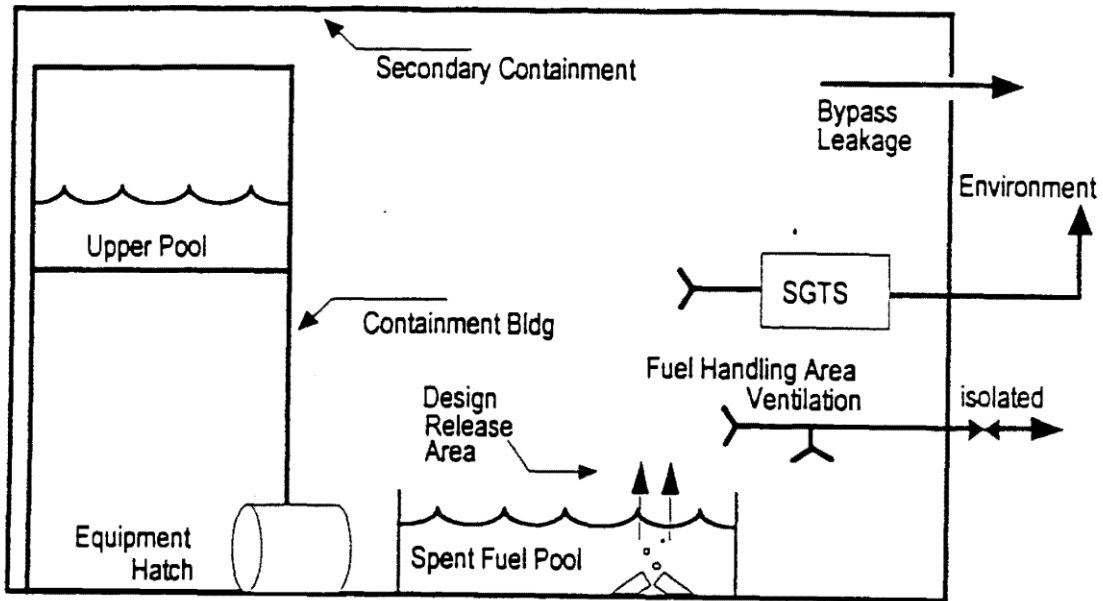 Secondary Containment
Bypass
Leakage
Environment
Upper Pool
SGTS
Containment Bldg
Fuel Handling Area
Ventilation
isolated
Design
Release
Area
Equipment
Hatch
Spent Fuel Pool